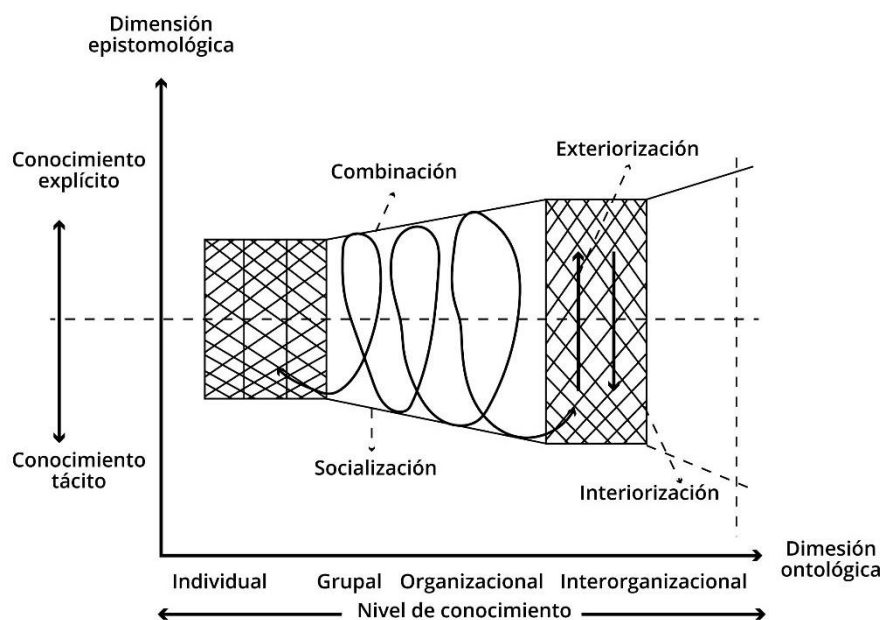 Dimensión
epistomológica
Conocimiento
explícito
Combinación
Exteriorización
Conocimiento
tácito
Socialización
Interiorización
Individual
Grupal
Organizacional
Interorganizacional
Dimesión
ontológica
Nivel de conocimiento